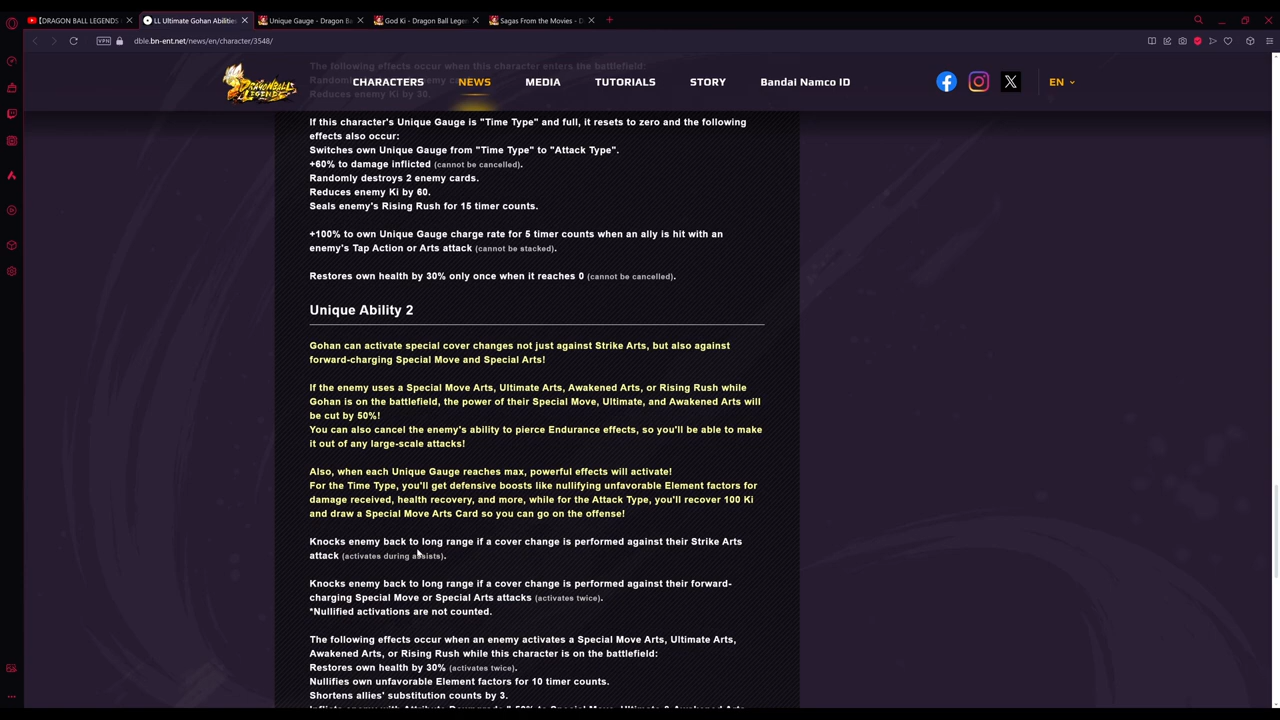 【DRAGON BALL LEGENDS
LL Ultimate Gohan Abilities
Unique Gauge - Dragon Ba
God Ki - Dragon Ball Lege
Sagas From the Movies - D
VPN
dble.bn-ent.net/news/en/character/3548/
The following effects occur when this character enters the battlefield:
Reduces enemy Ki by 30.
DRAGONBALL LEGENDS
CHARACTERS
NEWS
MEDIA
TUTORIALS
STORY
Bandai Namco ID
EN
If this character's Unique Gauge is "Time Type" and full, it resets to zero and the following
effects also occur:
Switches own Unique Gauge from "Time Type" to "Attack Type".
+60% to damage inflicted (cannot be cancelled).
Randomly destroys 2 enemy cards.
Reduces enemy Ki by 60.
Seals enemy's Rising Rush for 15 timer counts.
+100% to own Unique Gauge charge rate for 5 timer counts when an ally is hit with an
enemy's Tap Action or Arts attack (cannot be stacked).
Restores own health by 30% only once when it reaches 0 (cannot be cancelled).
Unique Ability 2
Gohan can activate special cover changes not just against Strike Arts, but also against
forward-charging Special Move and Special Arts!
If the enemy uses a Special Move Arts, Ultimate Arts, Awakened Arts, or Rising Rush while
Gohan is on the battlefield, the power of their Special Move, Ultimate, and Awakened Arts will
be cut by 50%!
You can also cancel the enemy's ability to pierce Endurance effects, so you'll be able to make
it out of any large-scale attacks!
Also, when each Unique Gauge reaches max, powerful effects will activate!
For the Time Type, you'll get defensive boosts like nullifying unfavorable Element factors for
damage received, health recovery, and more, while for the Attack Type, you'll recover 100 Ki
and draw a Special Move Arts Card so you can go on the offense!
Knocks enemy back to long range if a cover change is performed against their Strike Arts
attack (activates during assists).
Knocks enemy back to long range if a cover change is performed against their forward-
charging Special Move or Special Arts attacks (activates twice).
*Nullified activations are not counted.
The following effects occur when an enemy activates a Special Move Arts, Ultimate Arts,
Awakened Arts, or Rising Rush while this character is on the battlefield:
Restores own health by 30% (activates twice).
Nullifies own unfavorable Element factors for 10 timer counts.
Shortens allies' substitution counts by 3.
Inflicts enemy with Attribute Downgrade "-50% to Special Move, Ultimate & Awakened Arts